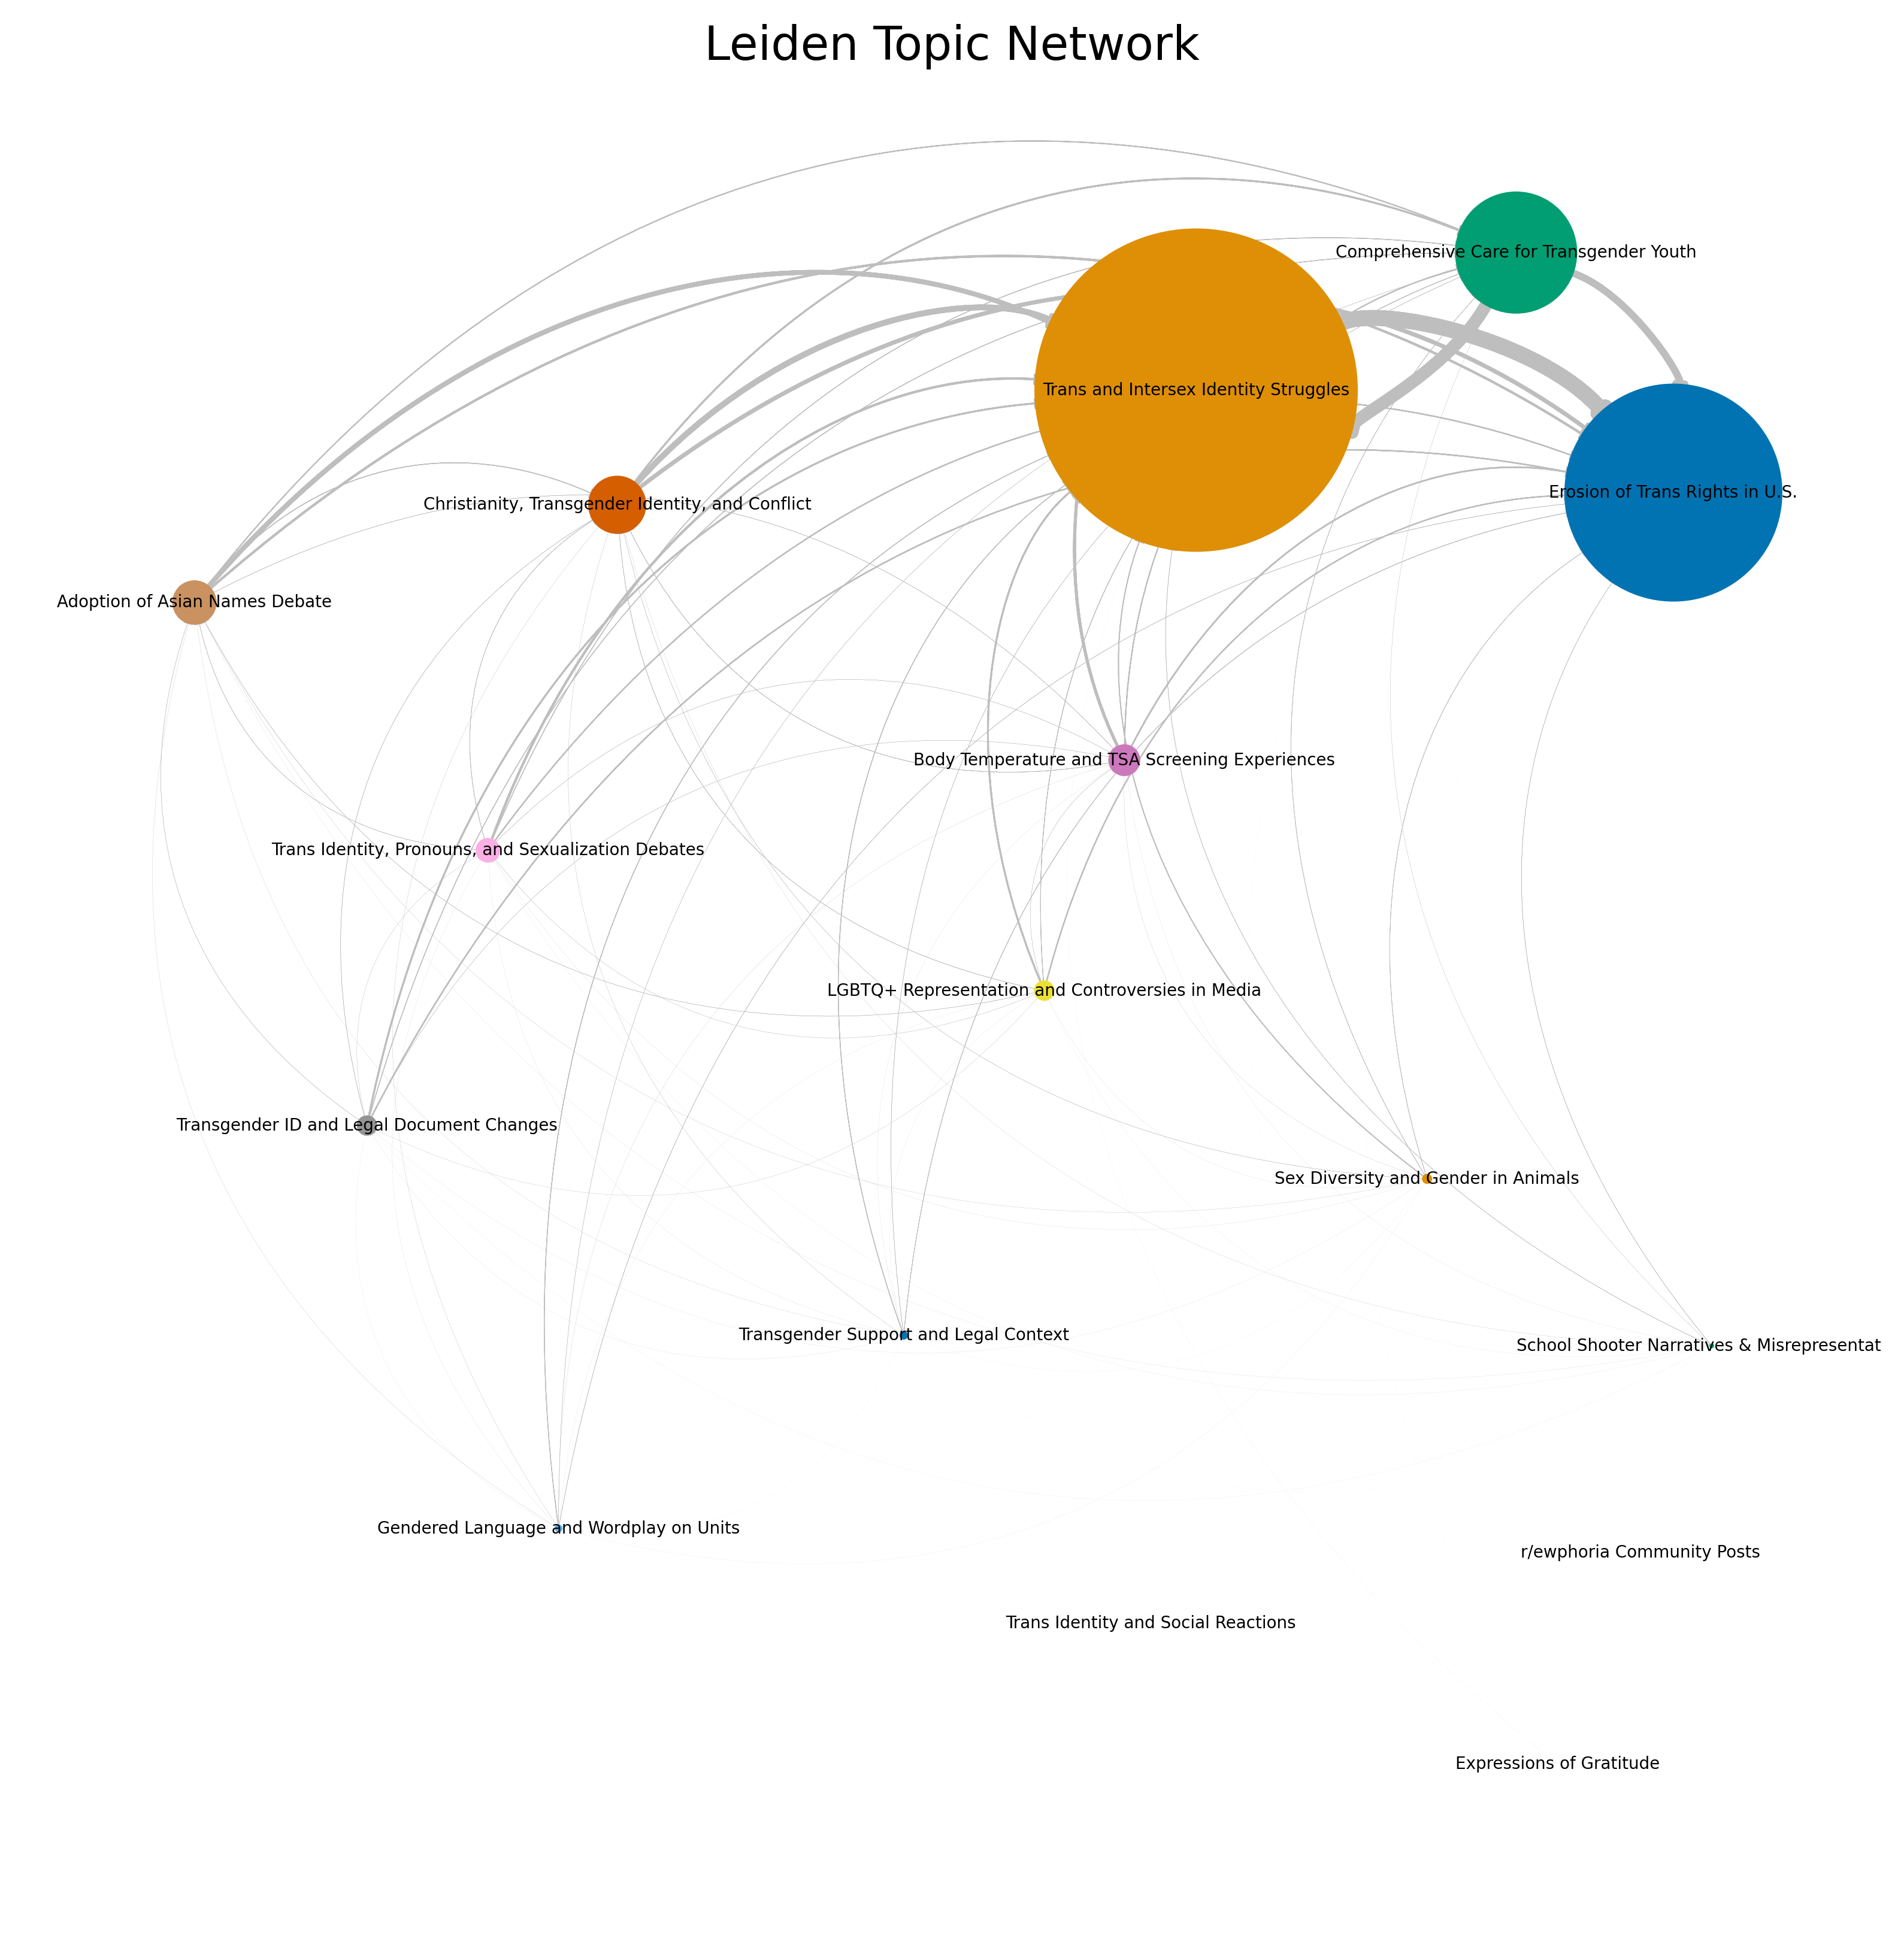 Leiden Topic Network
Comprehensive Care for Transgender Youth
Trans and Intersex Identity Struggles
Erosion of Trans Rights in U.S.
Christianity, Transgender Identity, and Conflict
Adoption of Asian Names Debate
Body Temperature and TSA Screening Experiences
Trans Identity, Pronouns, and Sexualization Debates
LGBTQ+ Representation and Controversies in Media
Transgender ID and Legal Document Changes
Sex Diversity and Gender in Animals
Transgender Support and Legal Context
School Shooter Narratives & Misrepresentat
Gendered Language and Wordplay on Units
r/ewphoria Community Posts
Trans Identity and Social Reactions
Expressions of Gratitude